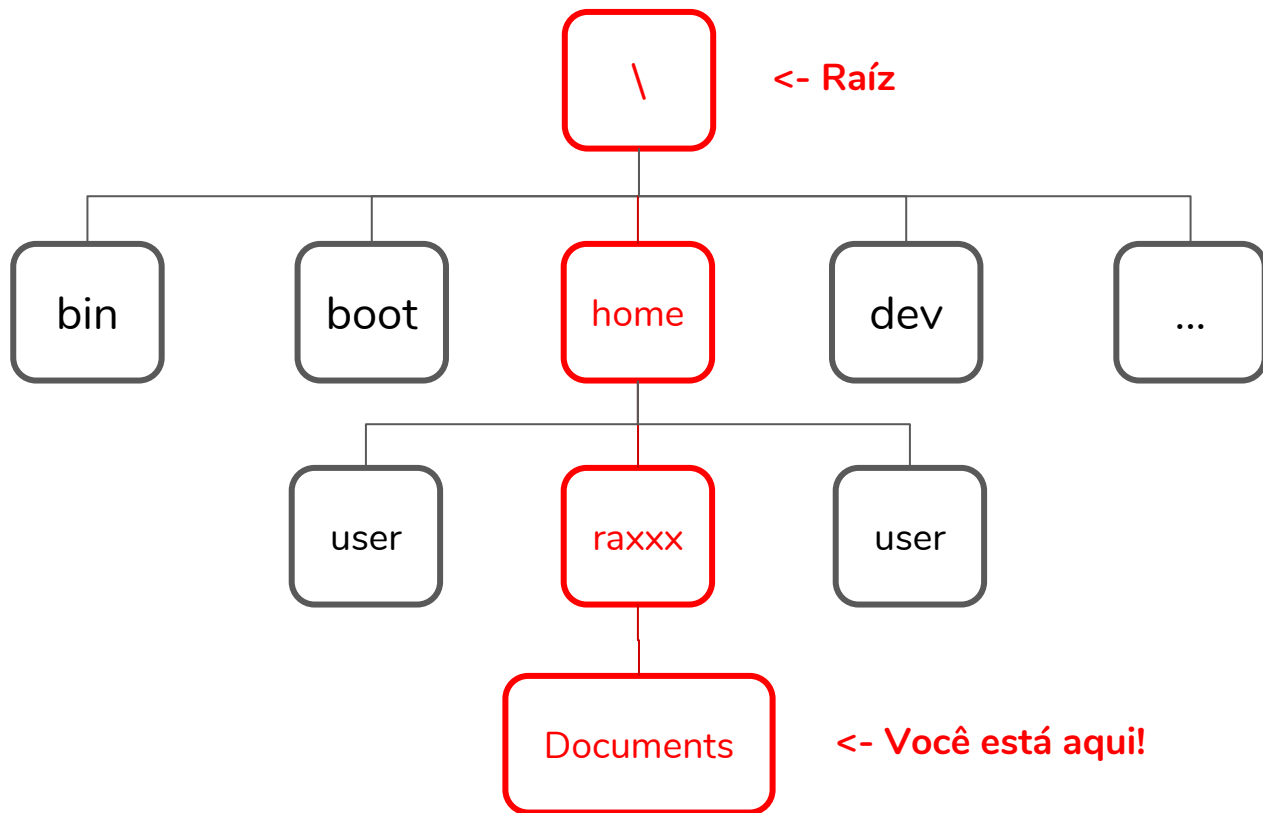 \
<- Raíz
bin
boot
home
dev
...
user
raxxx
user
Documents
<- Você está aqui!